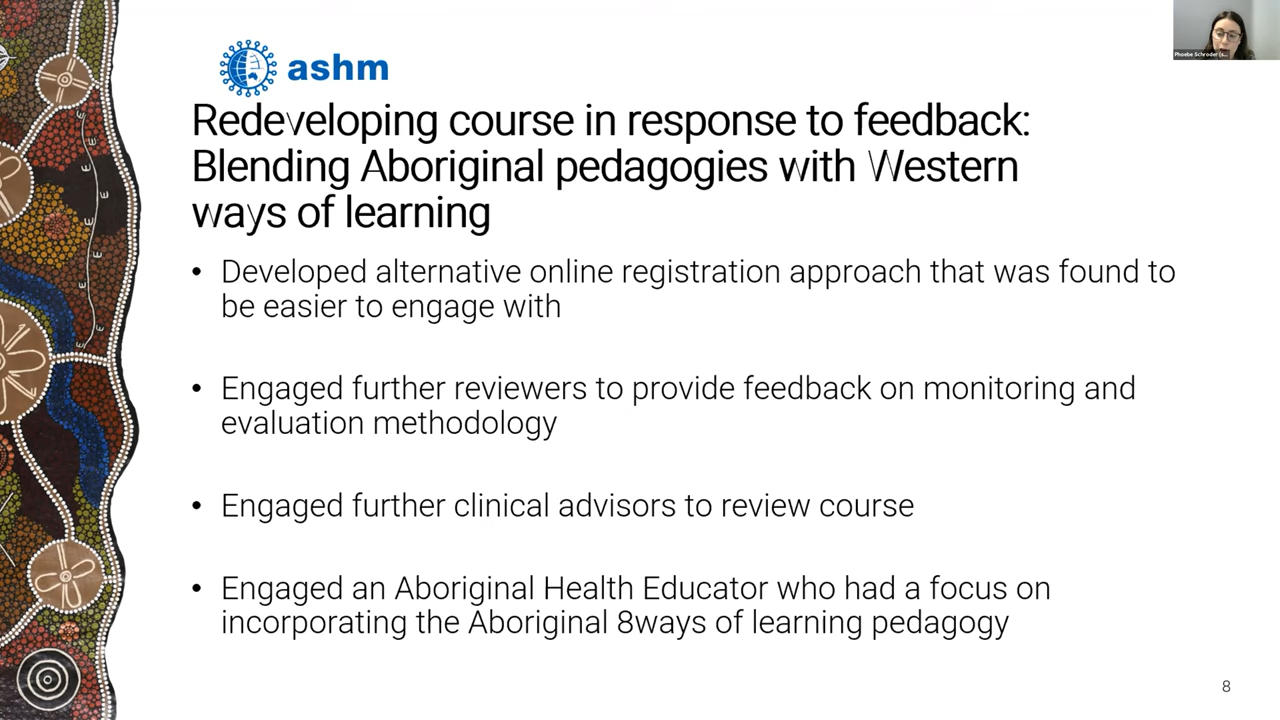 Phoebe Schroder (s...
ashm
Redeveloping course in response to feedback:
Blending Aboriginal pedagogies with Western
ways of learning
• Developed alternative online registration approach that was found to
be easier to engage with
• Engaged further reviewers to provide feedback on monitoring and
evaluation methodology
• Engaged further clinical advisors to review course
• Engaged an Aboriginal Health Educator who had a focus on
incorporating the Aboriginal 8ways of learning pedagogy
8